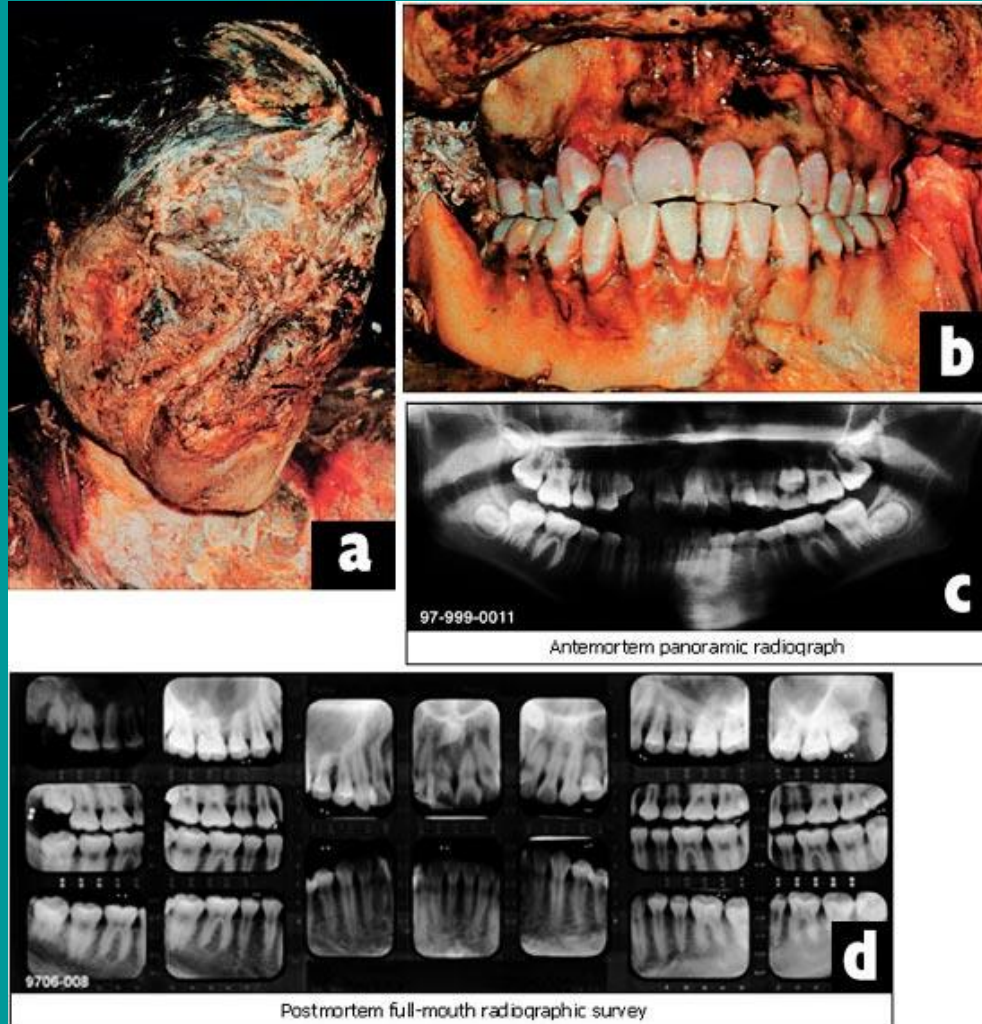 a
b
97-999-0011
c
Antemortem panoramic radiograph
9706-008
d
Postmortem full-mouth radiographic survey